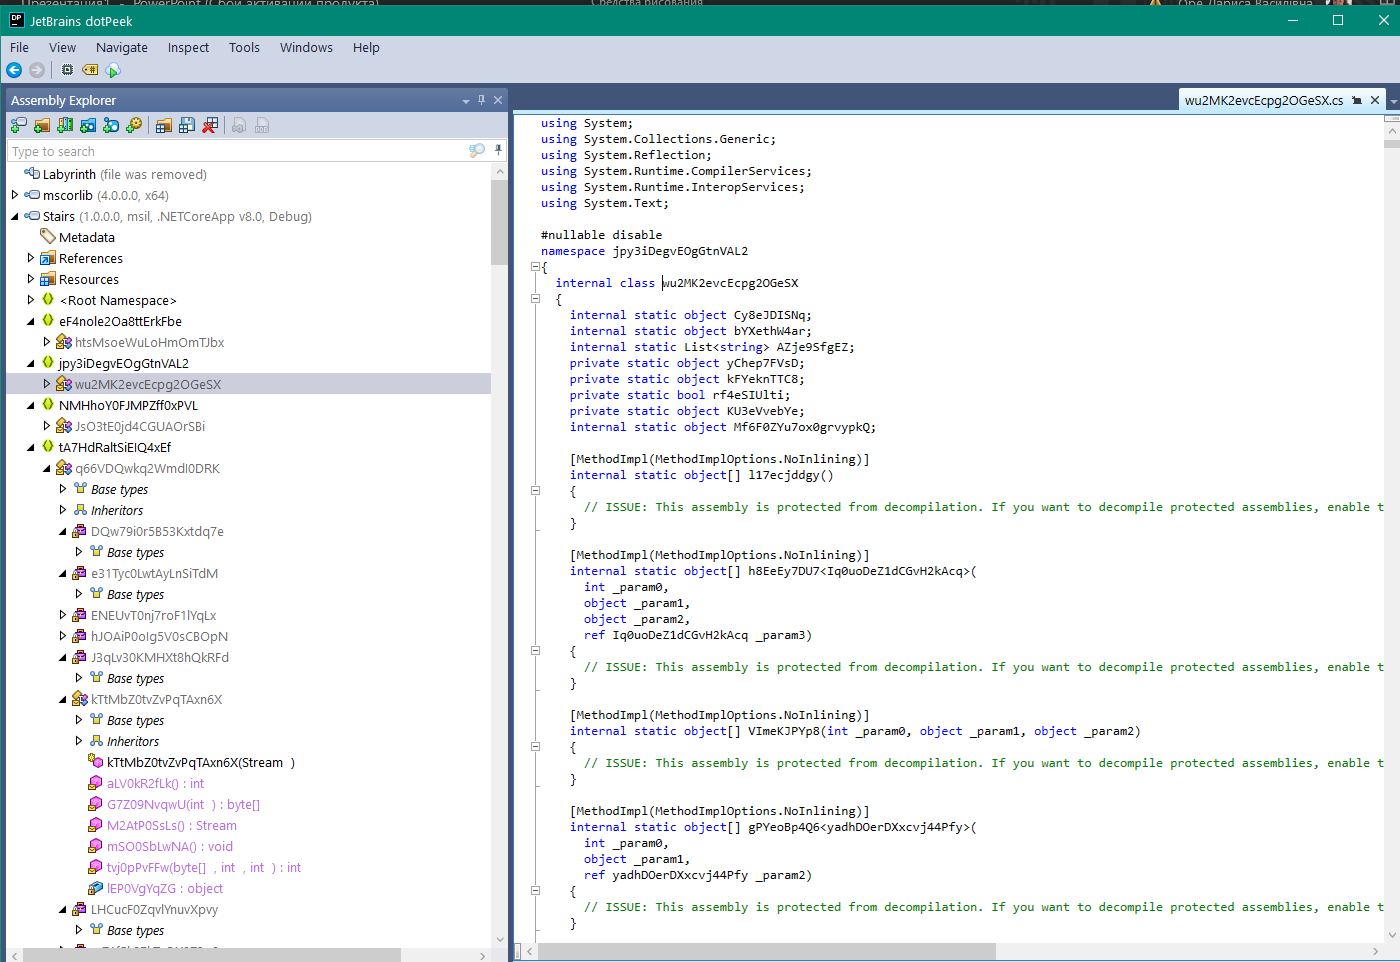 Презентация1 - PowerPoint (Сбой активации продукта)
Средства рисования
Оре Лариса Василівна
JetBrains dotPeek
File View Navigate Inspect Tools Windows Help
Assembly Explorer
Type to search
Labyrinth (file was removed)
mscorlib (4.0.0.0, x64)
Stairs (1.0.0.0, msil, .NETCoreApp v8.0, Debug)
Metadata
References
Resources
<Root Namespace>
eF4nole2Oa8ttErkFbe
htsMsoeWuLoHmOmTJbx
jpy3iDegvEOgGtnVAL2
wu2MK2evcEcpg2OGeSX
NMHhoY0FJMPZff0xPVL
JsO3tE0jd4CGUAOrSBi
tA7HdRaltSiEIQ4xEf
q66VDQwkq2WmdI0DRK
Base types
Inheritors
DQw79i0r5B53Kxtdq7e
Base types
e31Tyc0LwtAyLnSiTdM
Base types
ENEUvT0nj7roF1lYqLx
hJOAiP0oIg5V0sCBOpN
J3qLv30KMHXt8hQkRFd
Base types
kTtMbZ0tvZvPqTAxn6X
Base types
Inheritors
kTtMbZ0tvZvPqTAxn6X(Stream )
aLV0kR2fLk() : int
G7Z09NvqwU(int ) : byte[]
M2AtP0SsLs() : Stream
mSO0SbLwNA() : void
tvj0pPvFFw(byte[] , int , int ) : int
lEP0VgYqZG : object
LHCucF0ZqvlYnuvXpvy
Base types
wu2MK2evcEcpg2OGeSX.cs
using System;
using System.Collections.Generic;
using System.Reflection;
using System.Runtime.CompilerServices;
using System.Runtime.InteropServices;
using System.Text;
#nullable disable
namespace jpy3iDegvEOgGtnVAL2
{
internal class wu2MK2evcEcpg2OGeSX
{
internal static object Cy8eJDISNq;
internal static object bYXethW4ar;
internal static List<string> AZje9SfgEZ;
private static object yChep7FVsD;
private static object kFYeknTTC8;
private static bool rf4eSIUlti;
private static object KU3eVvebYe;
internal static object Mf6F0ZYu7ox0grvypkQ;
[MethodImpl(MethodImplOptions.NoInlining)]
internal static object[] l17ecjddgy()
{
// ISSUE: This assembly is protected from decompilation. If you want to decompile protected assemblies, enable t
}
[MethodImpl(MethodImplOptions.NoInlining)]
internal static object[] h8EeEy7DU7<Iq0uoDeZ1dCGvH2kAcq>(
int _param0,
object _param1,
object _param2,
ref Iq0uoDeZ1dCGvH2kAcq _param3)
{
// ISSUE: This assembly is protected from decompilation. If you want to decompile protected assemblies, enable t
}
[MethodImpl(MethodImplOptions.NoInlining)]
internal static object[] VImeKJPYp8(int _param0, object _param1, object _param2)
{
// ISSUE: This assembly is protected from decompilation. If you want to decompile protected assemblies, enable t
}
[MethodImpl(MethodImplOptions.NoInlining)]
internal static object[] gPYeoBp4Q6<yadhDOerDXxcvj44Pfy>(
int _param0,
object _param1,
ref yadhDOerDXxcvj44Pfy _param2)
{
// ISSUE: This assembly is protected from decompilation. If you want to decompile protected assemblies, enable t
}